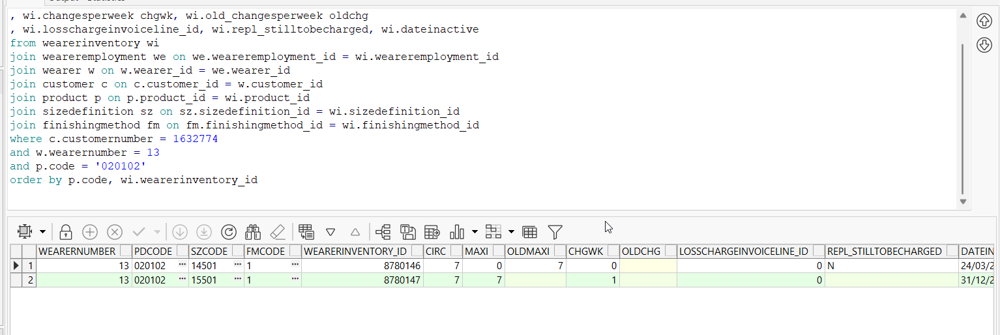 , wi.changesperweek chgwk, wi.old_changesperweek oldchg
, wi.losschargeinvoiceline_id, wi.repl_stilltobecharged, wi.dateinactive
from wearerinventory wi
join weareremployment we on we.weareremployment_id = wi.weareremployment_id
join wearer w on w.wearer_id = we.wearer_id
join customer c on c.customer_id = w.customer_id
join product p on p.product_id = wi.product_id
join sizedefinition sz on sz.sizedefinition_id = wi.sizedefinition_id
join finishingmethod fm on fm.finishingmethod_id = wi.finishingmethod_id
where c.customernumber = 1632774
and w.wearernumber = 13
and p.code = '020102'
order by p.code, wi.wearerinventory_id
WEARERNUMBER PDCODE SZCODE FMCODE WEARERINVENTORY_ID CIRC MAXI OLDMAXI CHGWK OLDCHG LOSSCHARGEINVOICELINE_ID REPL_STILLTOBECHARGED DATEIN
1 13 020102 ... 14501 ... 1 ... 8780146 7 0 7 0 0 N 24/03/2
2 13 020102 ... 15501 ... 1 ... 8780147 7 7 1 0 31/12/2